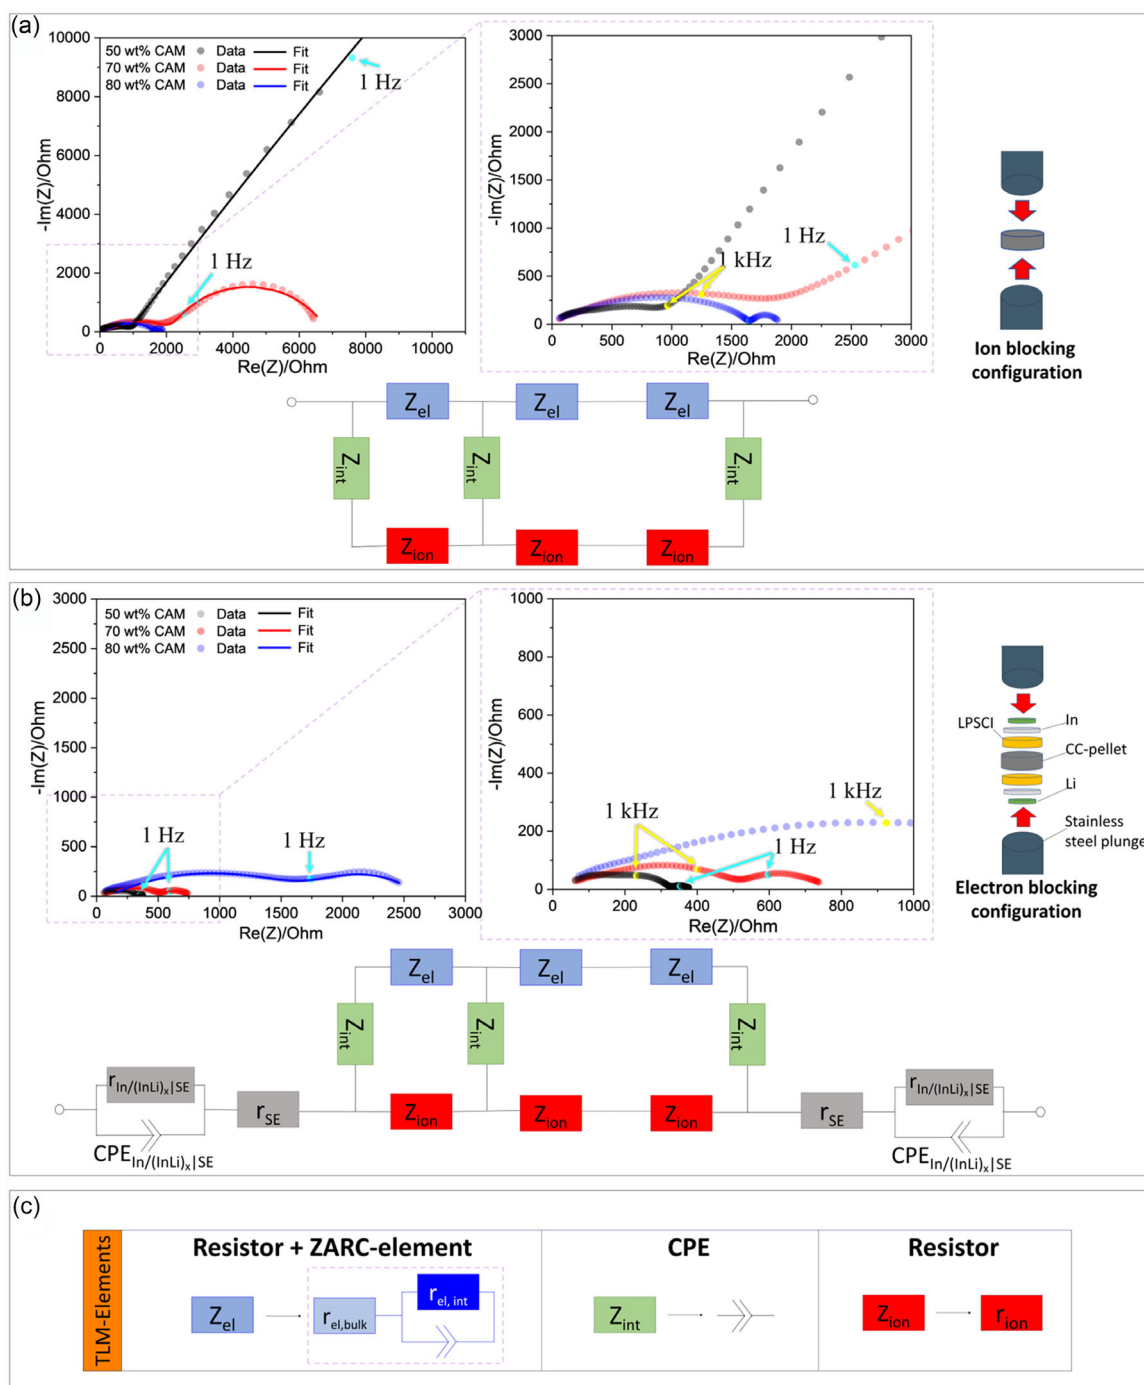 (a)
50 wt% CAM Data Fit
70 wt% CAM Data Fit
80 wt% CAM Data Fit
10000
8000
6000
4000
2000
0
-Im(Z)/Ohm
0 2000 4000 6000 8000 10000
Re(Z)/Ohm
1 Hz
1 Hz
3000
2500
2000
1500
1000
500
0
-Im(Z)/Ohm
0 500 1000 1500 2000 2500 3000
Re(Z)/Ohm
1 Hz
1 kHz
Ion blocking
configuration
Zel Zel Zel
Zint Zint Zint
Zion Zion Zion
(b)
50 wt% CAM Data Fit
70 wt% CAM Data Fit
80 wt% CAM Data Fit
3000
2500
2000
1500
1000
500
0
-Im(Z)/Ohm
0 500 1000 1500 2000 2500 3000
Re(Z)/Ohm
1 Hz
1 Hz
1000
800
600
400
200
0
-Im(Z)/Ohm
0 200 400 600 800 1000
Re(Z)/Ohm
1 kHz
1 kHz
1 Hz
LPSCl
In
CC-pellet
Li
Stainless
steel plunge
Electron blocking
configuration
Zel Zel Zel
Zint Zint Zint
rIn/(InLi)x|SE rSE Zion Zion Zion rSE rIn/(InLi)x|SE
CPEIn/(InLi)x|SE CPEIn/(InLi)x|SE
(c)
TLM-Elements
Resistor + ZARC-element
CPE
Resistor
Zel rel,bulk rel, int
Zint
Zion rion